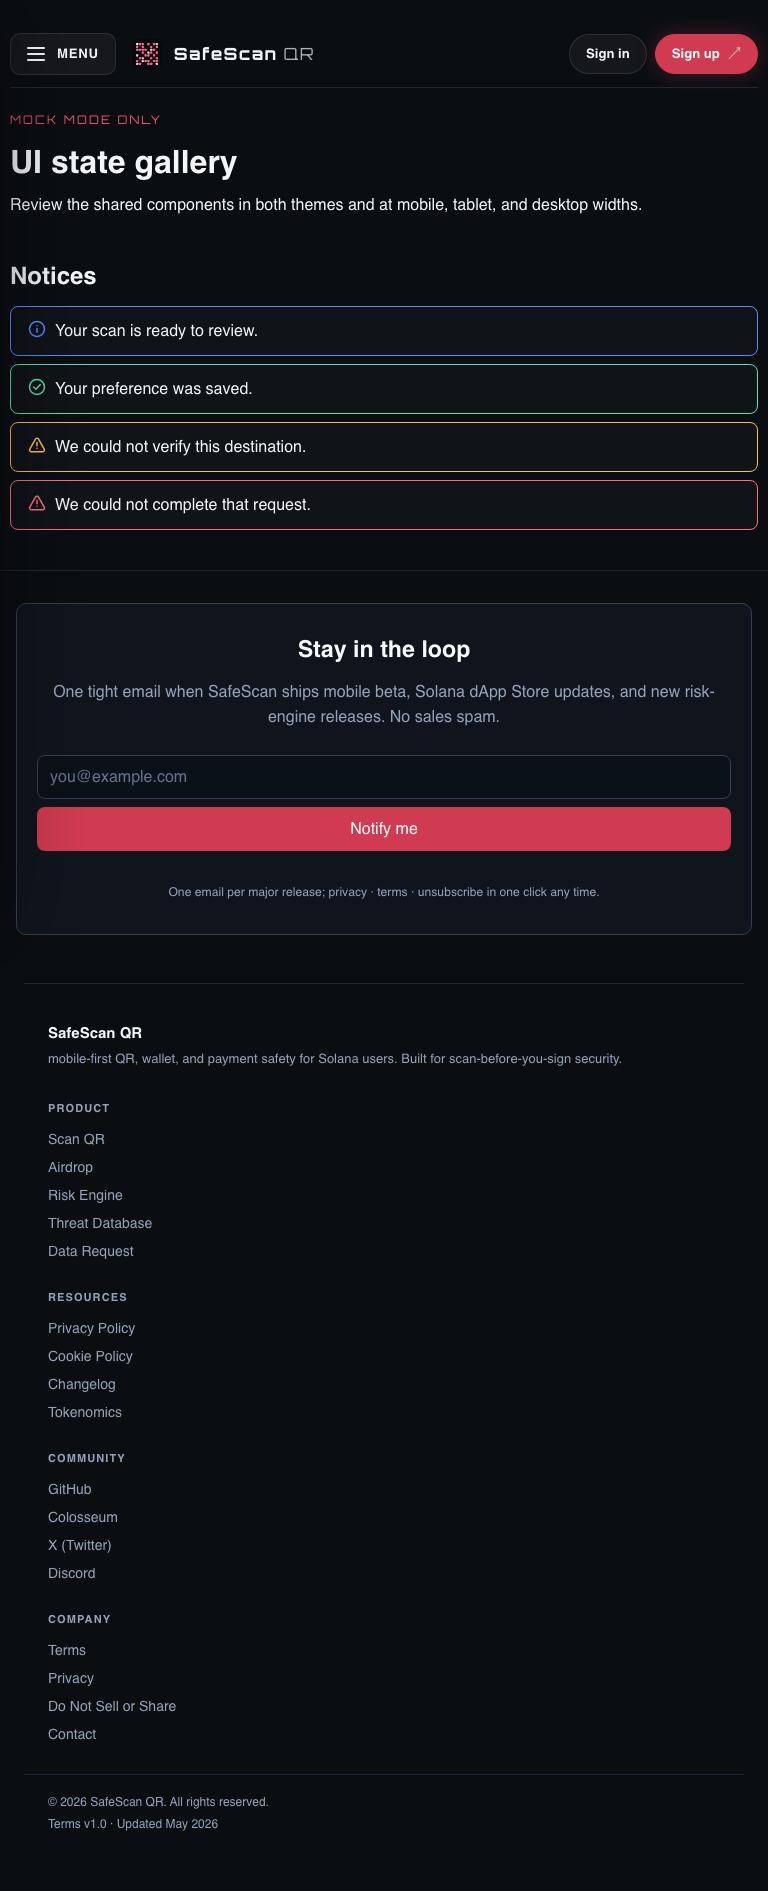 MENU
SafeScan QR
Sign in
Sign up ↗
MOCK MODE ONLY
UI state gallery
Review the shared components in both themes and at mobile, tablet, and desktop widths.
Notices
Your scan is ready to review.
Your preference was saved.
We could not verify this destination.
We could not complete that request.
Stay in the loop
One tight email when SafeScan ships mobile beta, Solana dApp Store updates, and new risk-
engine releases. No sales spam.
you@example.com
Notify me
One email per major release; privacy · terms · unsubscribe in one click any time.
SafeScan QR
mobile-first QR, wallet, and payment safety for Solana users. Built for scan-before-you-sign security.
PRODUCT
Scan QR
Airdrop
Risk Engine
Threat Database
Data Request
RESOURCES
Privacy Policy
Cookie Policy
Changelog
Tokenomics
COMMUNITY
GitHub
Colosseum
X (Twitter)
Discord
COMPANY
Terms
Privacy
Do Not Sell or Share
Contact
© 2026 SafeScan QR. All rights reserved.
Terms v1.0 · Updated May 2026